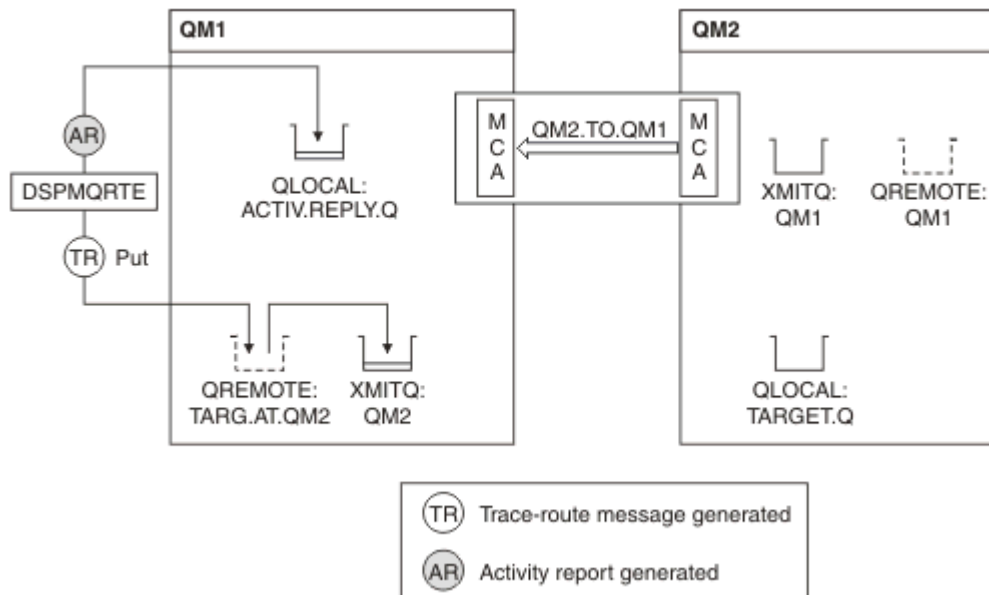 QM1
QM2
AR
DSPMQRTE
TR Put
QLOCAL:
ACTIV.REPLY.Q
M
C
A
QM2.TO.QM1
M
C
A
XMITQ:
QM1
QREMOTE:
QM1
QREMOTE:
TARG.AT.QM2
XMITQ:
QM2
QLOCAL:
TARGET.Q
TR Trace-route message generated
AR Activity report generated